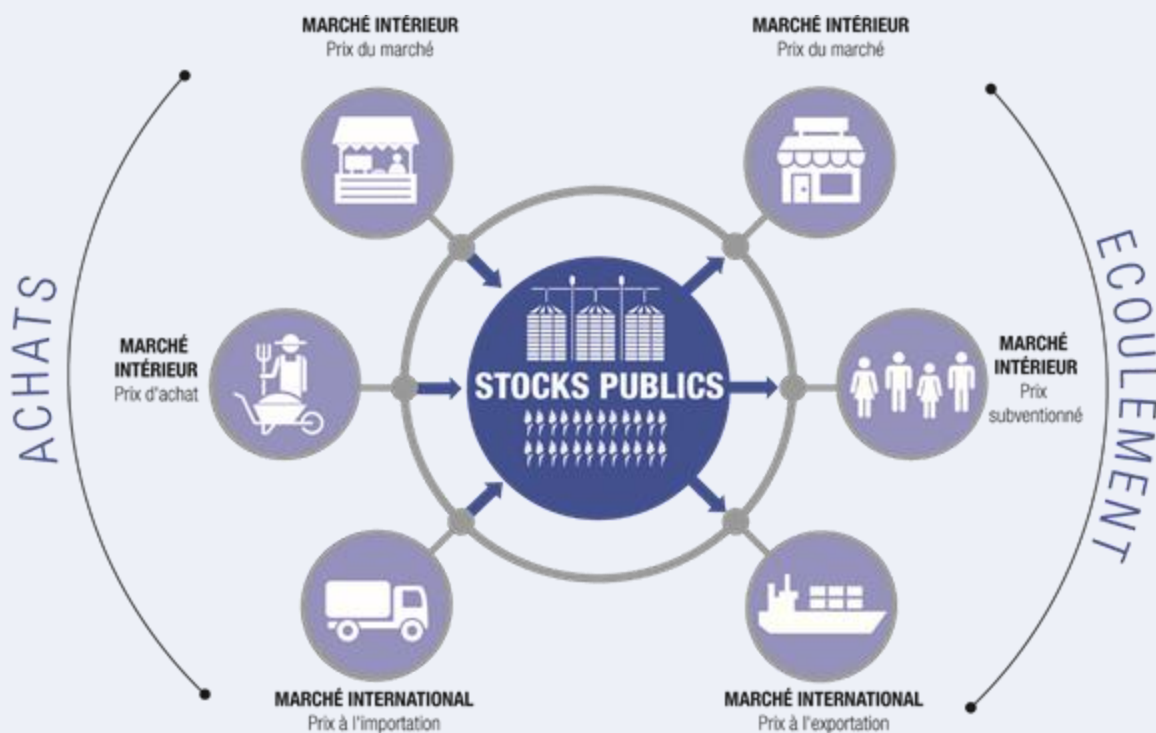 MARCHÉ INTÉRIEUR
Prix du marché
MARCHÉ INTÉRIEUR
Prix du marché
ACHATS
MARCHÉ
INTÉRIEUR
Prix d'achat
STOCKS PUBLICS
MARCHÉ
INTÉRIEUR
Prix
subventionné
ECOULEMENT
MARCHÉ INTERNATIONAL
Prix à l'importation
MARCHÉ INTERNATIONAL
Prix à l'exportation